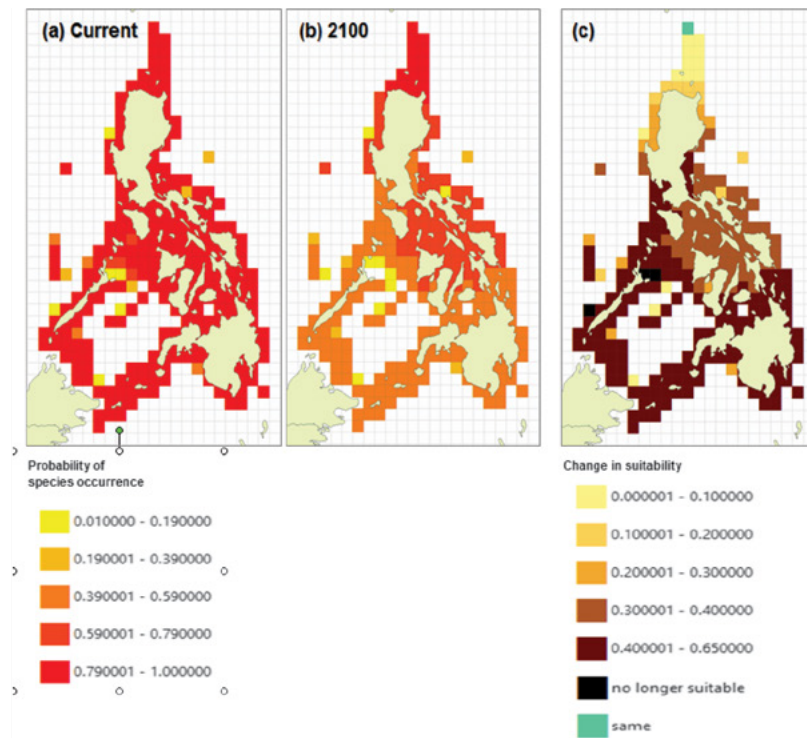 (a) Current
(b) 2100
(c)
Probability of
species occurrence
0.010000 - 0.190000
0.190001 - 0.390000
0.390001 - 0.590000
0.590001 - 0.790000
0.790001 - 1.000000
Change in suitability
0.000001 - 0.100000
0.100001 - 0.200000
0.200001 - 0.300000
0.300001 - 0.400000
0.400001 - 0.650000
no longer suitable
same